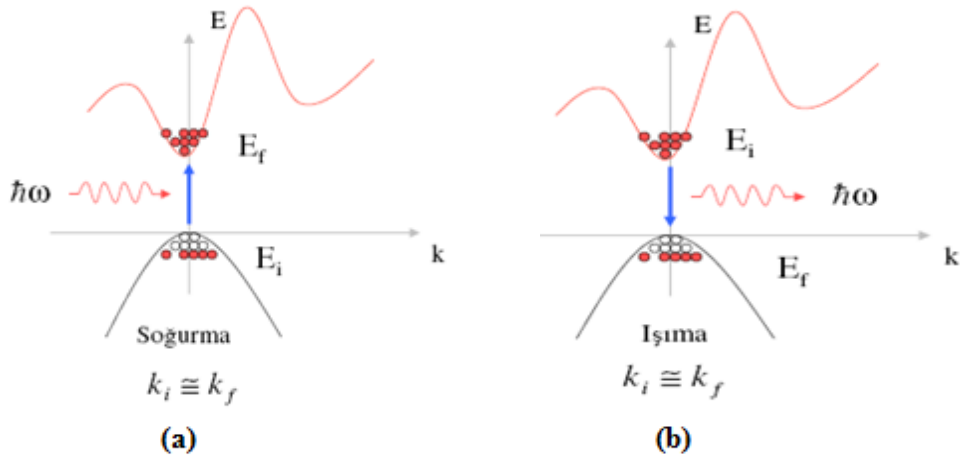 E
E_f
ħω
k
E_i
Soğurma
k_i ≅ k_f
(a)
E
E_i
ħω
k
E_f
Işıma
k_i ≅ k_f
(b)